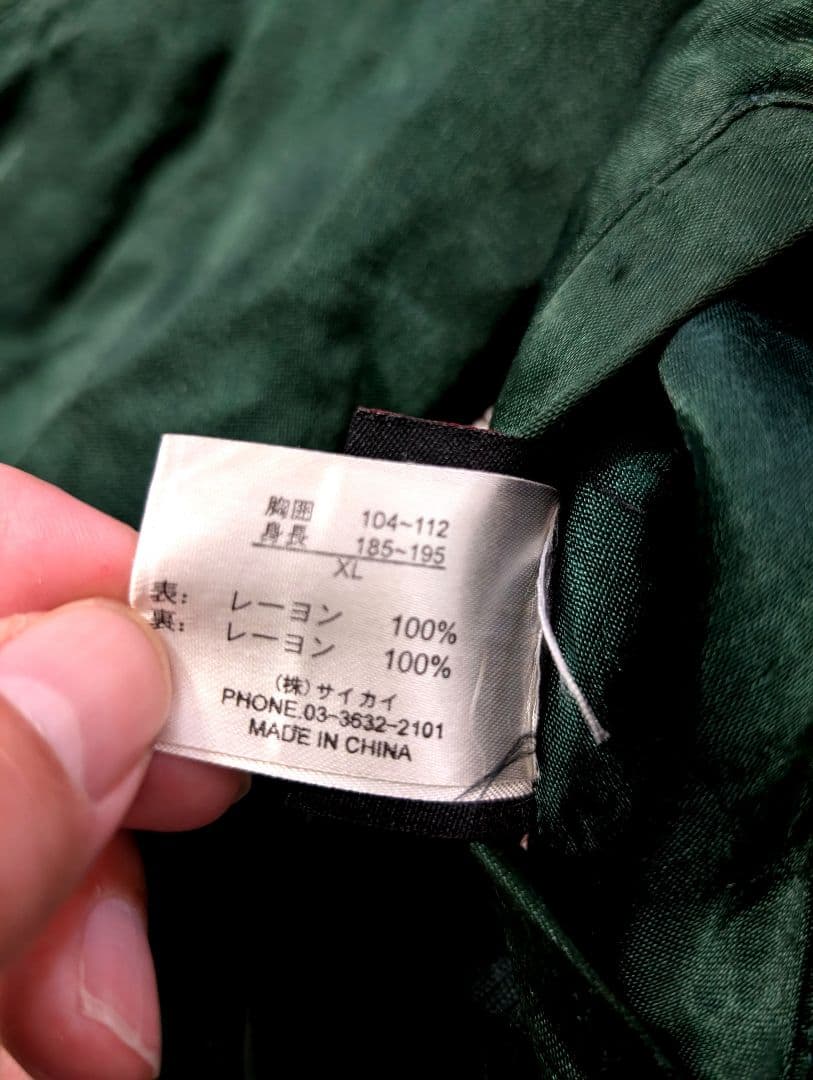 胸囲 104~112
身長 185~195
XL
表: レーヨン 100%
裏: レーヨン 100%
(株)サイカイ
PHONE.03-3632-2101
MADE IN CHINA